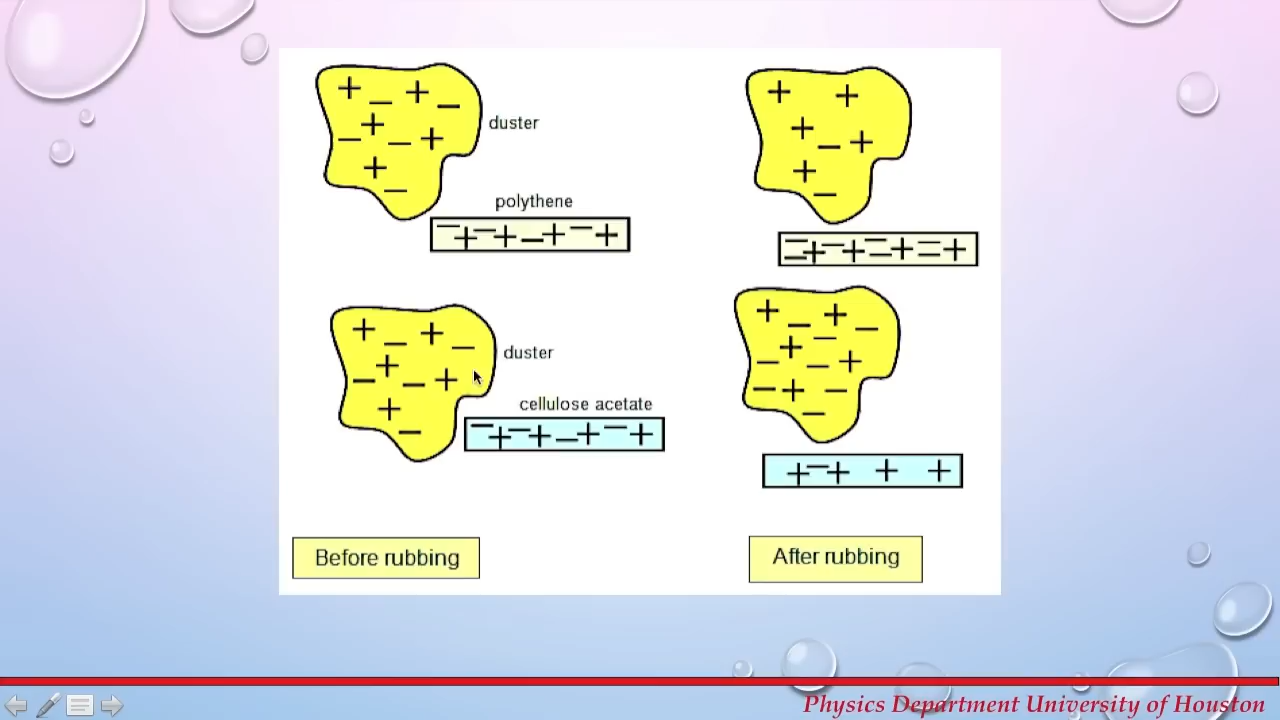 duster
polythene
duster
cellulose acetate
Before rubbing
After rubbing
Physics Department University of Houston